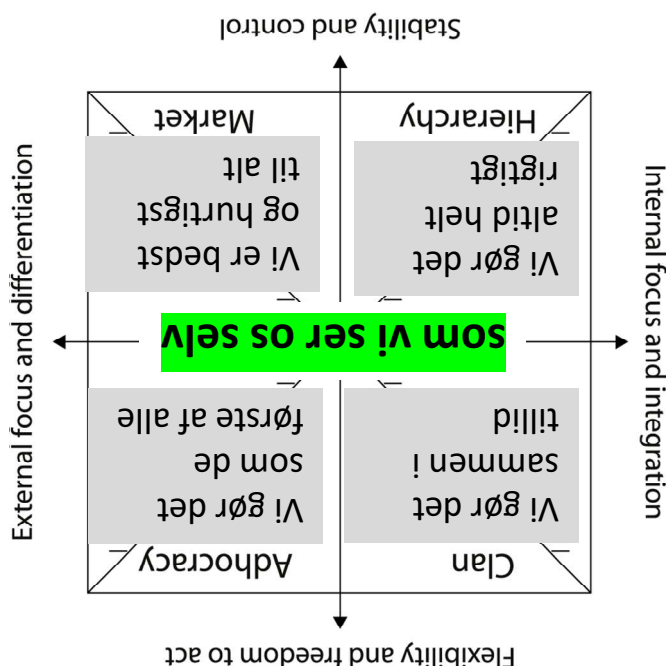 Flexibility and freedom to act
Clan
Vi gør det
sammen i
tillid
Adhocracy
Vi gør det
som de
første af alle
Internal focus and integration
som vi ser os selv
External focus and differentiation
Vi gør det
altid helt
rigtigt
Hierarchy
Vi er bedst
og hurtigst
til alt
Market
Stability and control